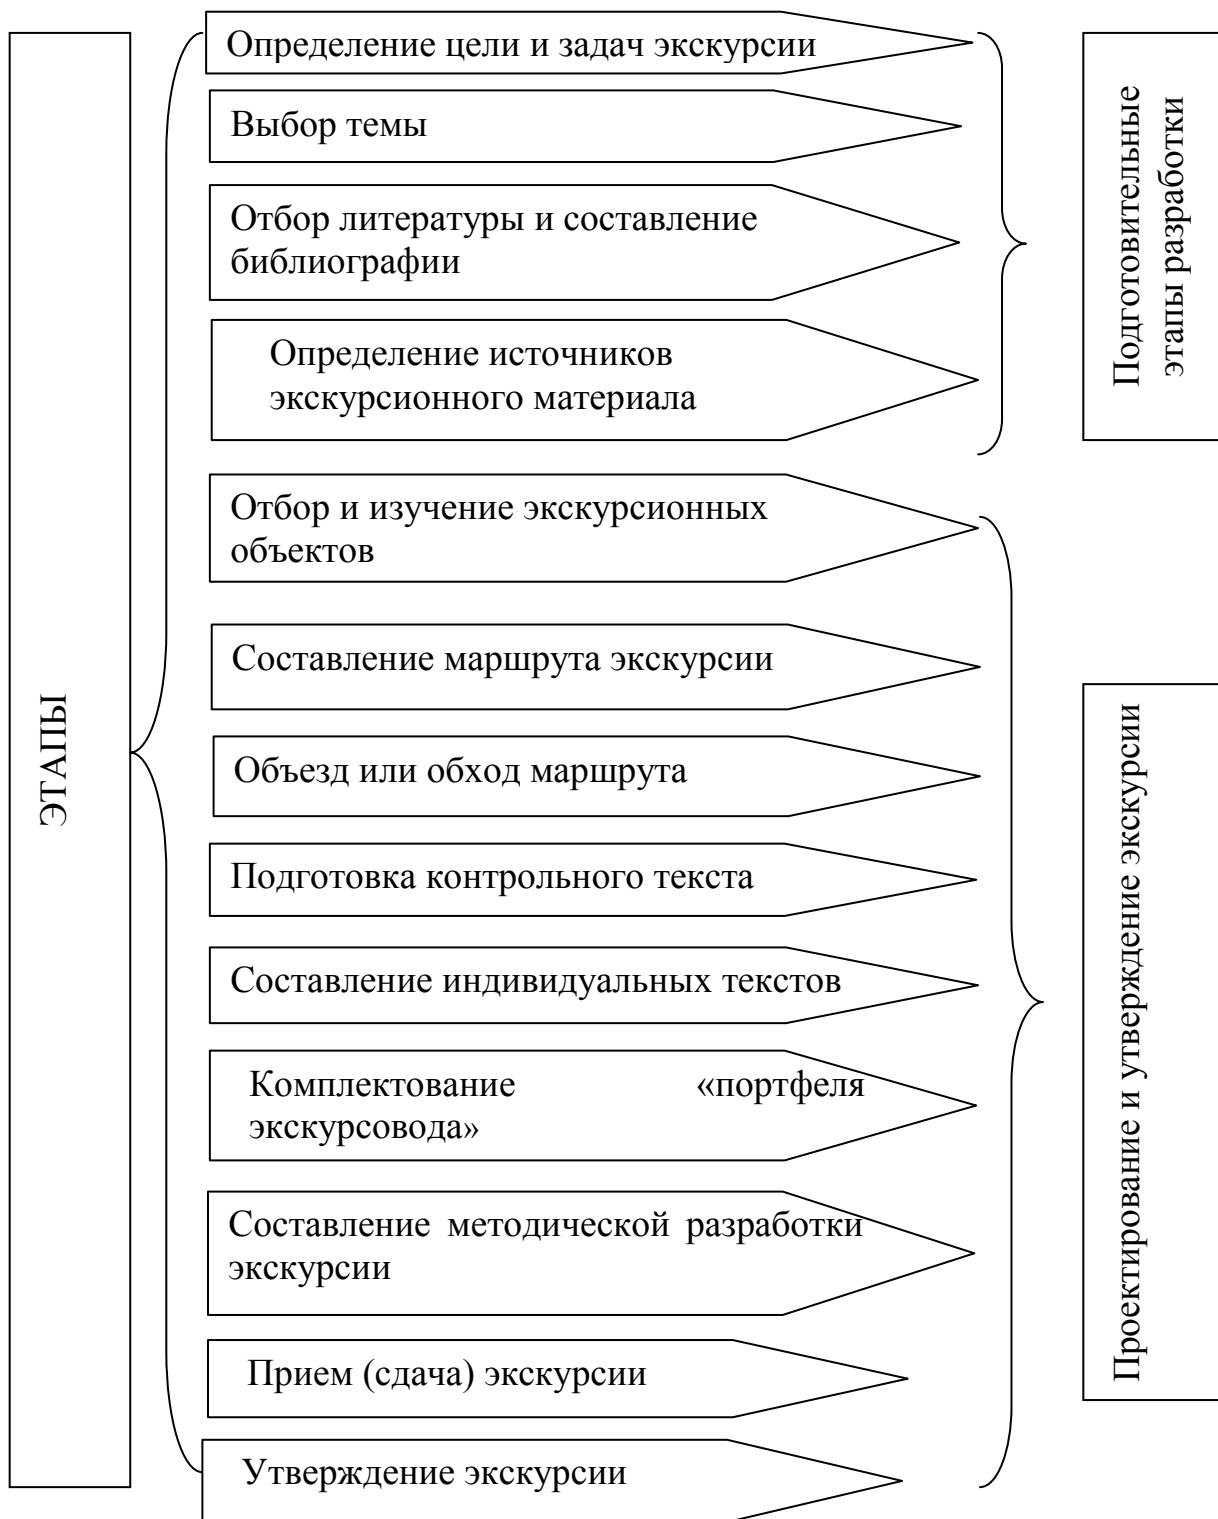 ЭТАПЫ
Определение цели и задач экскурсии
Выбор темы
Отбор литературы и составление
библиографии
Определение источников
экскурсионного материала
Отбор и изучение экскурсионных
объектов
Составление маршрута экскурсии
Объезд или обход маршрута
Подготовка контрольного текста
Составление индивидуальных текстов
Комплектование «портфеля
экскурсовода»
Составление методической разработки
экскурсии
Прием (сдача) экскурсии
Утверждение экскурсии
Подготовительные
этапы разработки
Проектирование и утверждение экскурсии